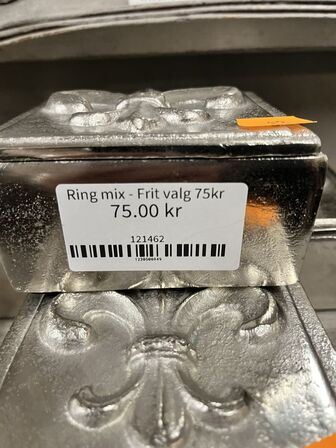 Ring mix - Frit valg 75kr
75.00 kr
121462